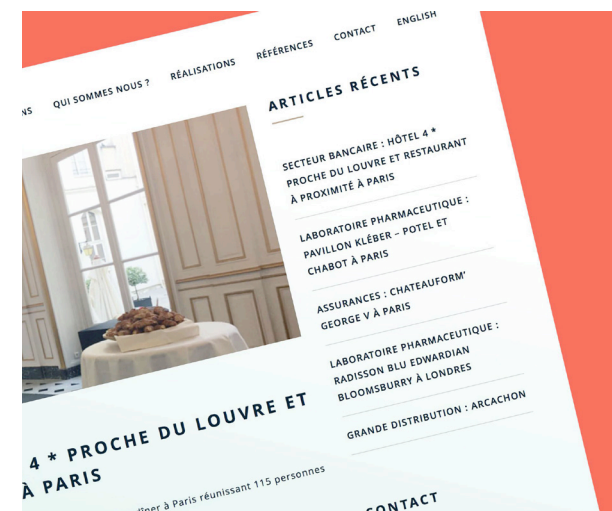 QUI SOMMES NOUS ?
RÉALISATIONS
RÉFÉRENCES
CONTACT
ENGLISH
ARTICLES RÉCENTS
SECTEUR BANCAIRE : HÔTEL 4 *
PROCHE DU LOUVRE ET RESTAURANT
À PROXIMITÉ À PARIS
LABORATOIRE PHARMACEUTIQUE :
PAVILLON KLÉBER – POTEL ET
CHABOT À PARIS
ASSURANCES : CHATEAUFORM'
GEORGE V À PARIS
LABORATOIRE PHARMACEUTIQUE :
RADISSON BLU EDWARDIAN
BLOOMSBURRY À LONDRES
GRANDE DISTRIBUTION : ARCACHON
4 * PROCHE DU LOUVRE ET
À PARIS
à Paris réunissant 115 personnes
CONTACT